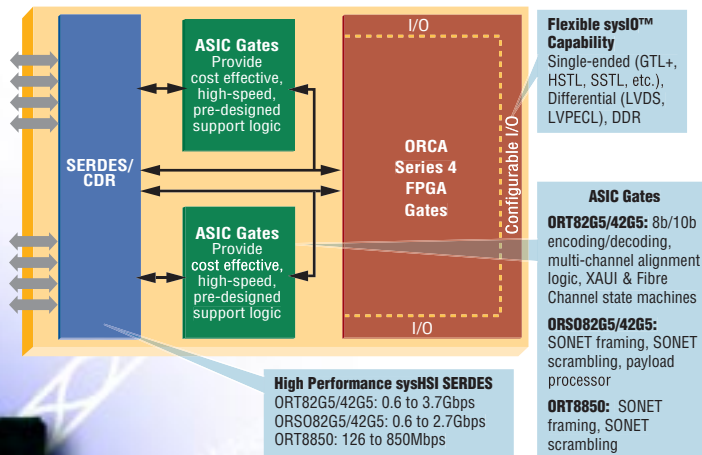 SERDES/
CDR
ASIC Gates
Provide
cost effective,
high-speed,
pre-designed
support logic
ASIC Gates
Provide
cost effective,
high-speed,
pre-designed
support logic
I/O
ORCA
Series 4
FPGA
Gates
I/O
Configurable I/O
Flexible sysIO™
Capability
Single-ended (GTL+,
HSTL, SSTL, etc.),
Differential (LVDS,
LVPECL), DDR
ASIC Gates
ORT82G5/42G5: 8b/10b
encoding/decoding,
multi-channel alignment
logic, XAUI & Fibre
Channel state machines
ORSO82G5/42G5:
SONET framing, SONET
scrambling, payload
processor
ORT8850: SONET
framing, SONET
scrambling
High Performance sysHSI SERDES
ORT82G5/42G5: 0.6 to 3.7Gbps
ORSO82G5/42G5: 0.6 to 2.7Gbps
ORT8850: 126 to 850Mbps